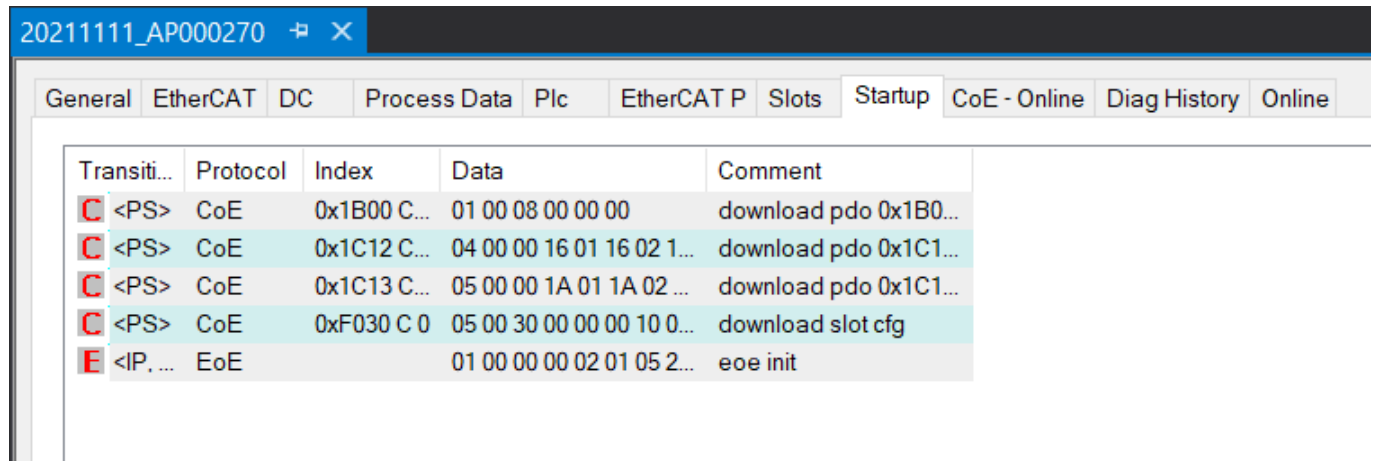 20211111_AP000270
General EtherCAT DC Process Data Plc EtherCAT P Slots Startup CoE - Online Diag History Online
Transiti... Protocol Index Data Comment
C <PS> CoE 0x1B00 C... 01 00 08 00 00 00 download pdo 0x1B0...
C <PS> CoE 0x1C12 C... 04 00 00 16 01 16 02 1... download pdo 0x1C1...
C <PS> CoE 0x1C13 C... 05 00 00 1A 01 1A 02 ... download pdo 0x1C1...
C <PS> CoE 0xF030 C 0 05 00 30 00 00 00 10 0... download slot cfg
E <IP, ... EoE 01 00 00 00 02 01 05 2... eoe init